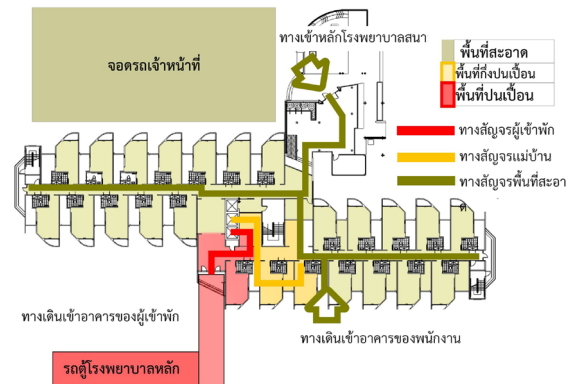 ทางเข้าหลักโรงพยาบาลสนา
จอดรถเจ้าหน้าที่
พื้นที่สะอาด
พื้นที่กึ่งปนเปื้อน
พื้นที่ปนเปื้อน
ทางสัญจรผู้เข้าพัก
ทางสัญจรแม่บ้าน
ทางสัญจรพื้นที่สะอา
ด
ทางเดินเข้าอาคารของผู้เข้าพัก
ทางเดินเข้าอาคารของพนักงาน
รถตู้โรงพยาบาลหลัก